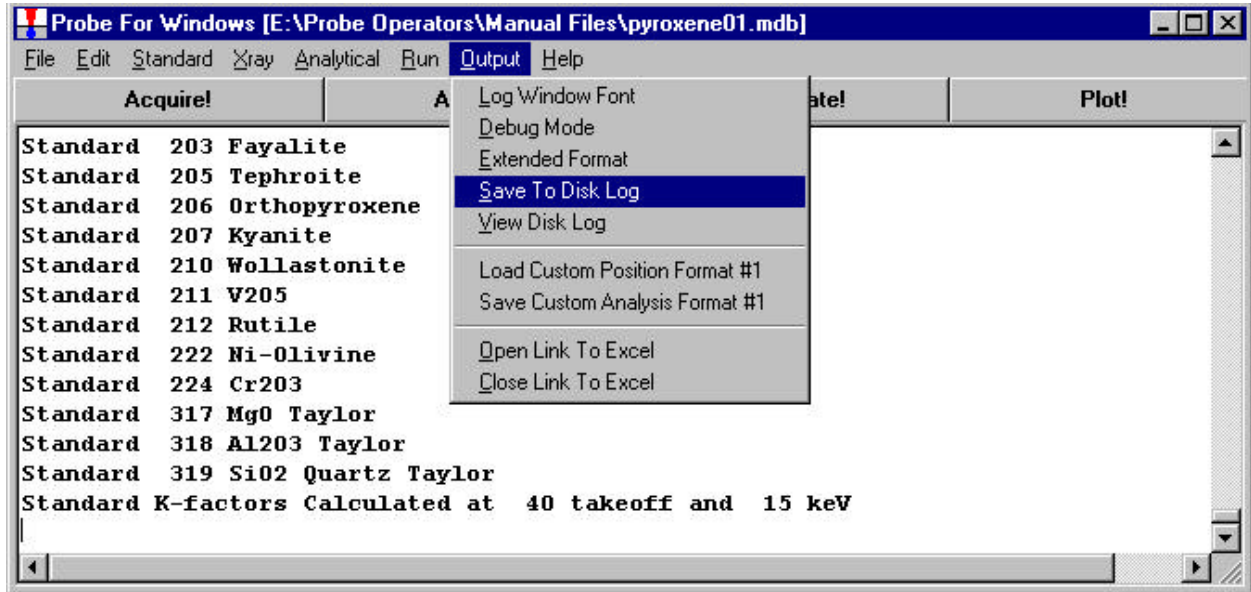 Probe For Windows [E:\Probe Operators\Manual Files\pyroxene01.mdb]
File Edit Standard Xray Analytical Run Output Help
Acquire! A ate! Plot!
Log Window Font
Debug Mode
Extended Format
Save To Disk Log
View Disk Log
Load Custom Position Format #1
Save Custom Analysis Format #1
Open Link To Excel
Close Link To Excel
Standard 203 Fayalite
Standard 205 Tephroite
Standard 206 Orthopyroxene
Standard 207 Kyanite
Standard 210 Wollastonite
Standard 211 V2O5
Standard 212 Rutile
Standard 222 Ni-Olivine
Standard 224 Cr2O3
Standard 317 MgO Taylor
Standard 318 Al2O3 Taylor
Standard 319 SiO2 Quartz Taylor
Standard K-factors Calculated at 40 takeoff and 15 keV